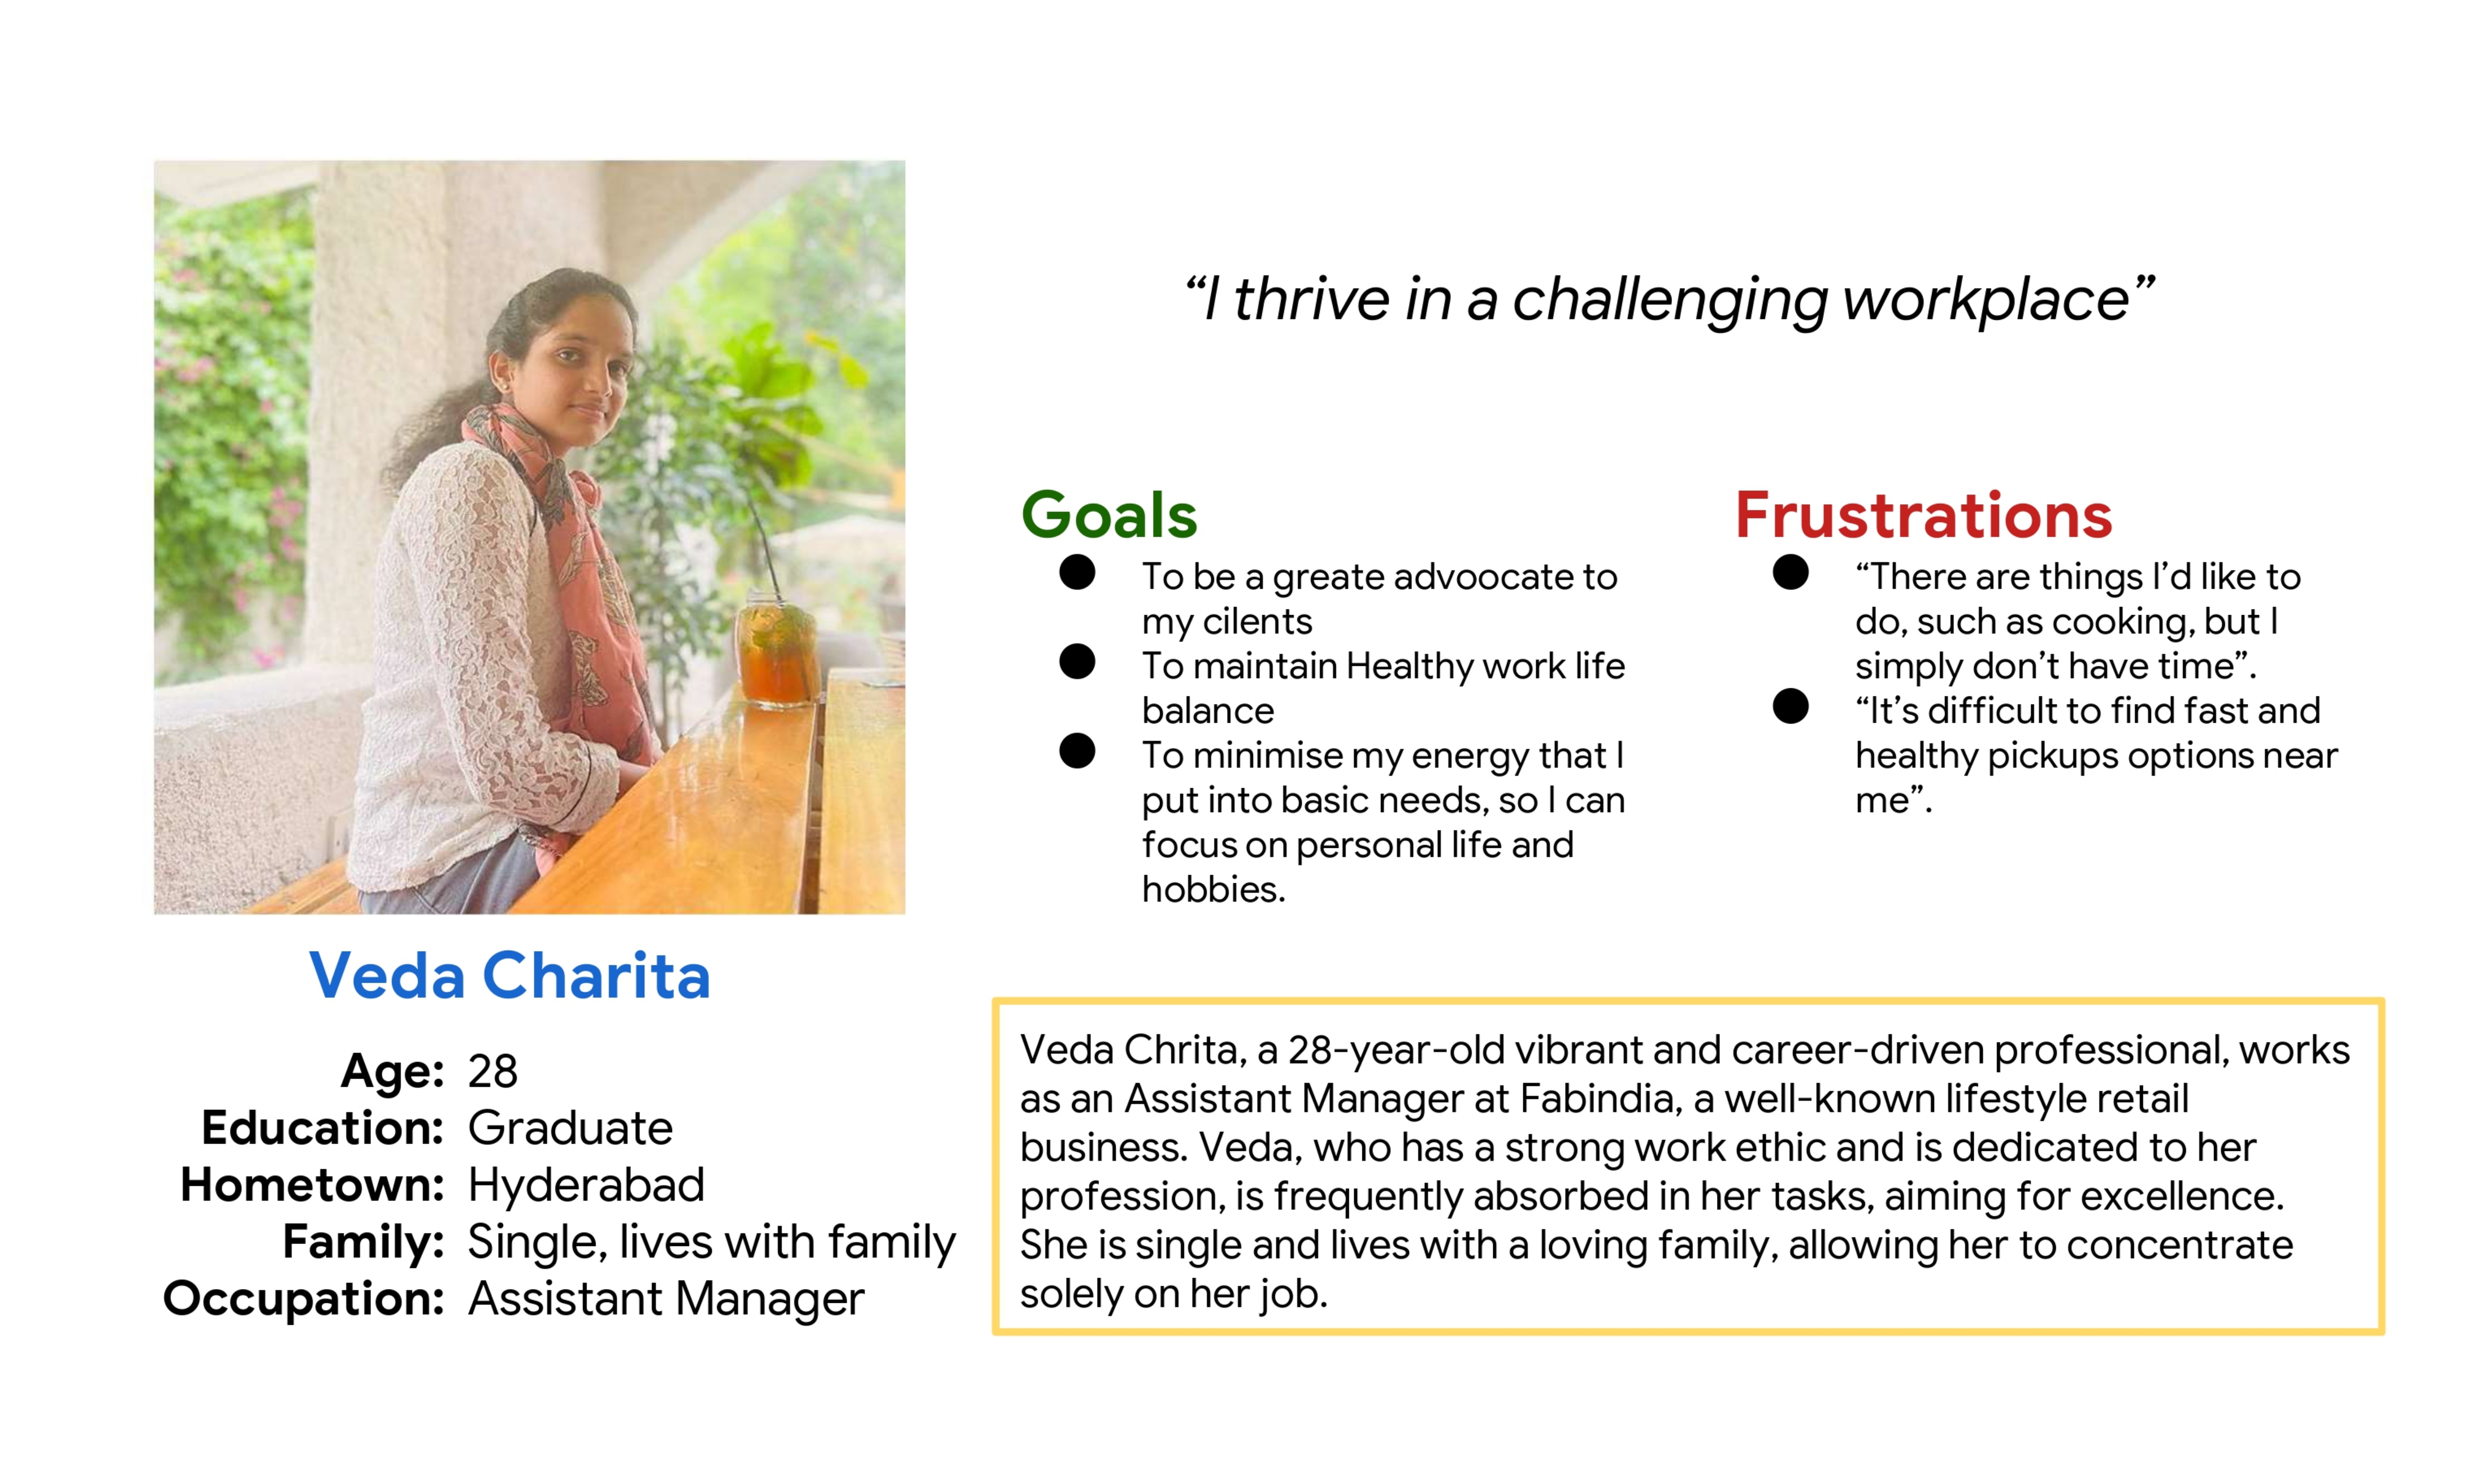 “I thrive in a challenging workplace”
Goals
To be a greate advoocate to
my cilents
To maintain Healthy work life
balance
To minimise my energy that I
put into basic needs, so I can
focus on personal life and
hobbies.
Frustrations
“There are things I’d like to
do, such as cooking, but I
simply don’t have time”.
“It’s difficult to find fast and
healthy pickups options near
me”.
Veda Charita
Age: 28
Education: Graduate
Hometown: Hyderabad
Family: Single, lives with family
Occupation: Assistant Manager
Veda Chrita, a 28-year-old vibrant and career-driven professional, works
as an Assistant Manager at Fabindia, a well-known lifestyle retail
business. Veda, who has a strong work ethic and is dedicated to her
profession, is frequently absorbed in her tasks, aiming for excellence.
She is single and lives with a loving family, allowing her to concentrate
solely on her job.